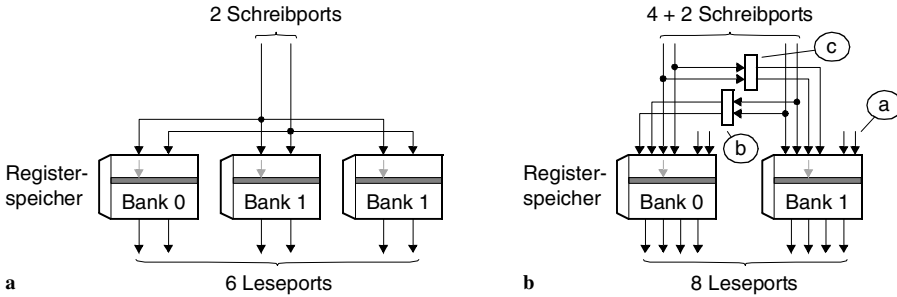 2 Schreibports
4 + 2 Schreibports
c
a
b
Register-
speicher
Bank 0
Bank 1
Bank 1
Register-
speicher
Bank 0
Bank 1
a
6 Leseports
b
8 Leseports